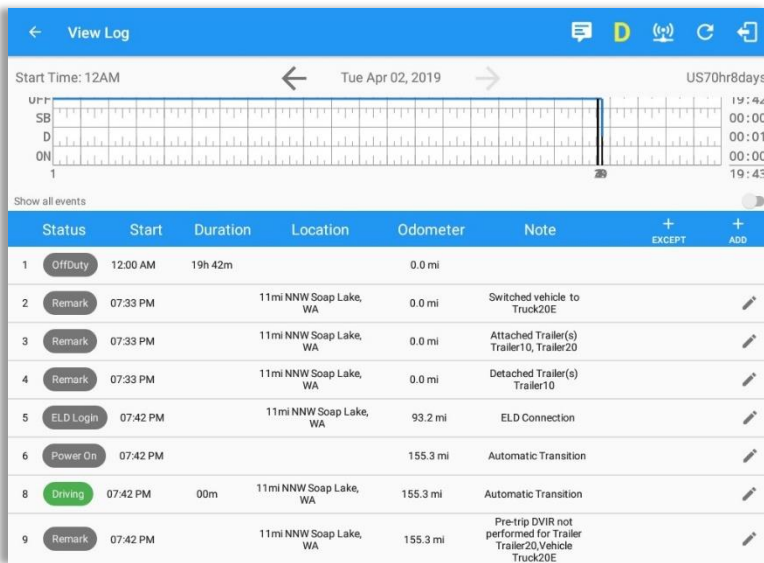 View Log D
Start Time: 12AM Tue Apr 02, 2019 US70hr8days
OFF 19:42
SB 00:00
D 00:01
ON 00:00
1 19:43
Show all events
Status Start Duration Location Odometer Note + EXCEPT + ADD
1 OffDuty 12:00 AM 19h 42m 0.0 mi
2 Remark 07:33 PM 11mi NNW Soap Lake, WA 0.0 mi Switched vehicle to Truck20E
3 Remark 07:33 PM 11mi NNW Soap Lake, WA 0.0 mi Attached Trailer(s) Trailer10, Trailer20
4 Remark 07:33 PM 11mi NNW Soap Lake, WA 0.0 mi Detached Trailer(s) Trailer10
5 ELD Login 07:42 PM 11mi NNW Soap Lake, WA 93.2 mi ELD Connection
6 Power On 07:42 PM 155.3 mi Automatic Transition
8 Driving 07:42 PM 00m 11mi NNW Soap Lake, WA 155.3 mi Automatic Transition
9 Remark 07:42 PM 11mi NNW Soap Lake, WA 155.3 mi Pre-trip DVIR not performed for Trailer Trailer20,Vehicle Truck20E